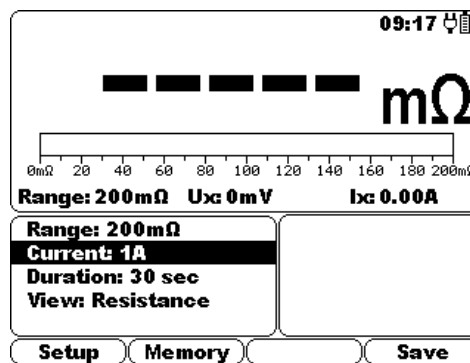 09:17
mΩ
0mΩ 20 40 60 80 100 120 140 160 180 200mΩ
Range: 200mΩ Ux: 0mV Ix: 0.00A
Range: 200mΩ
Current: 1A
Duration: 30 sec
View: Resistance
Setup Memory Save